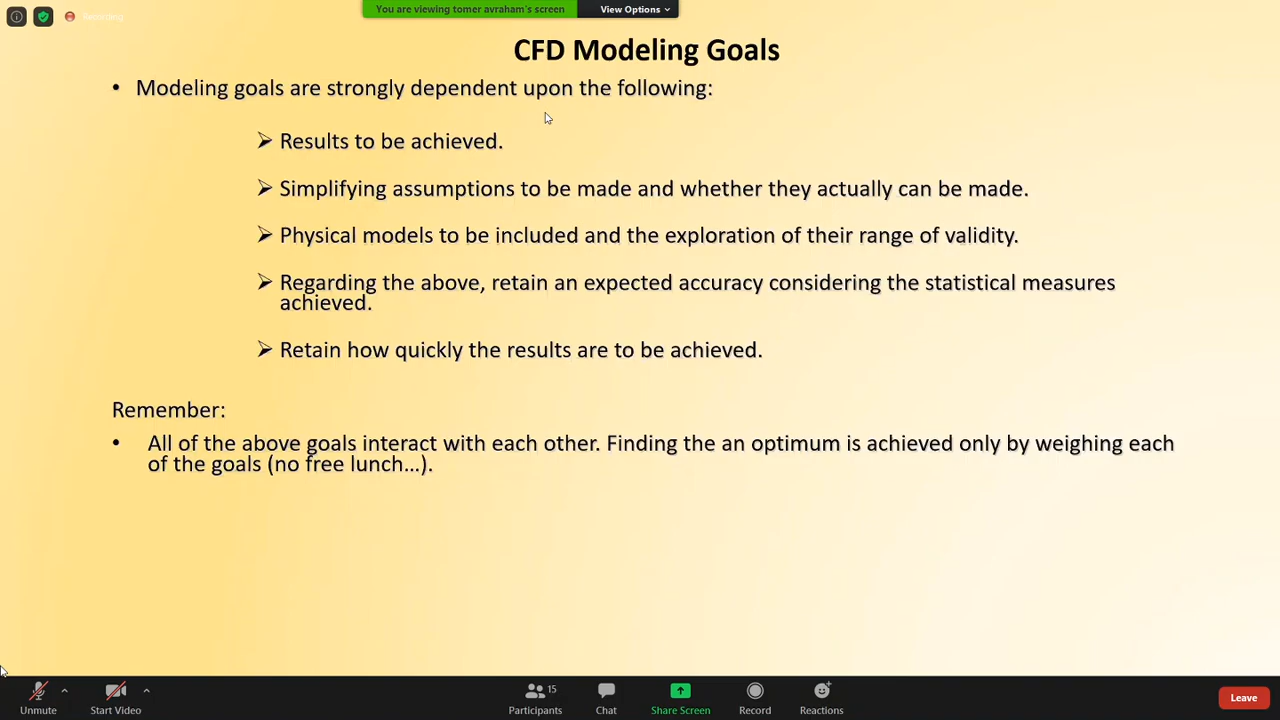 You are viewing tomer avraham's screen
View Options
Recording
CFD Modeling Goals
• Modeling goals are strongly dependent upon the following:
➢ Results to be achieved.
➢ Simplifying assumptions to be made and whether they actually can be made.
➢ Physical models to be included and the exploration of their range of validity.
➢ Regarding the above, retain an expected accuracy considering the statistical measures
achieved.
➢ Retain how quickly the results are to be achieved.
Remember:
• All of the above goals interact with each other. Finding the an optimum is achieved only by weighing each
of the goals (no free lunch…).
Unmute
Start Video
15
Participants
Chat
Share Screen
Record
Reactions
Leave